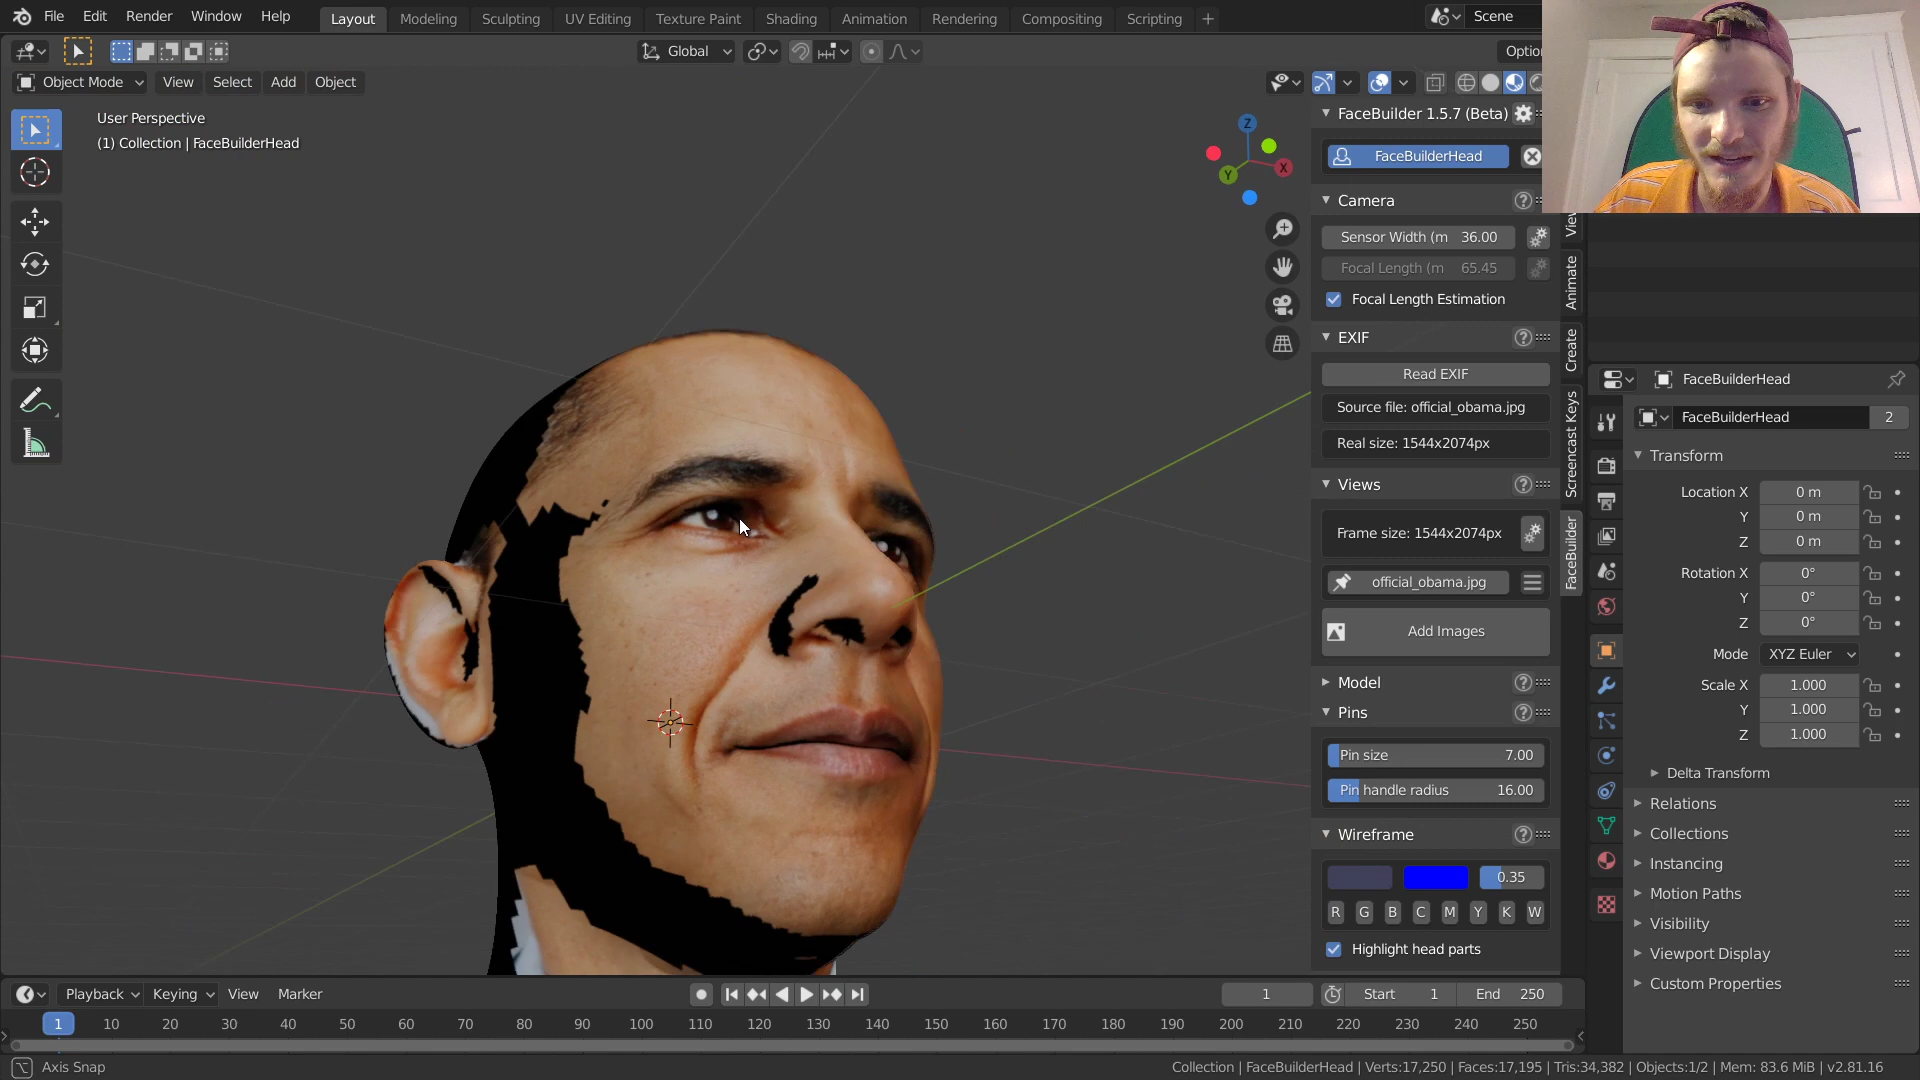 File Edit Render Window Help Layout Modeling Sculpting UV Editing Texture Paint Shading Animation Rendering Compositing Scripting + Scene
Global Optio
Object Mode View Select Add Object
User Perspective
(1) Collection | FaceBuilderHead
Z
X
Y
FaceBuilder 1.5.7 (Beta)
FaceBuilderHead
Camera
Sensor Width (m 36.00
Focal Length (m 65.45
Focal Length Estimation
EXIF
Read EXIF
Source file: official_obama.jpg
Real size: 1544x2074px
Views
Frame size: 1544x2074px
official_obama.jpg
Add Images
Model
Pins
Pin size 7.00
Pin handle radius 16.00
Wireframe
0.35
R G B C M Y K W
Highlight head parts
Animate
Create
Screencast Keys
FaceBuilder
FaceBuilderHead
FaceBuilderHead 2
Transform
Location X 0 m
Y 0 m
Z 0 m
Rotation X 0°
Y 0°
Z 0°
Mode XYZ Euler
Scale X 1.000
Y 1.000
Z 1.000
Delta Transform
Relations
Collections
Instancing
Motion Paths
Visibility
Viewport Display
Custom Properties
Playback Keying View Marker 1 Start 1 End 250
1 10 20 30 40 50 60 70 80 90 100 110 120 130 140 150 160 170 180 190 200 210 220 230 240 250
Axis Snap Collection | FaceBuilderHead | Verts:17,250 | Faces:17,195 | Tris:34,382 | Objects:1/2 | Mem: 83.6 MiB | v2.81.16